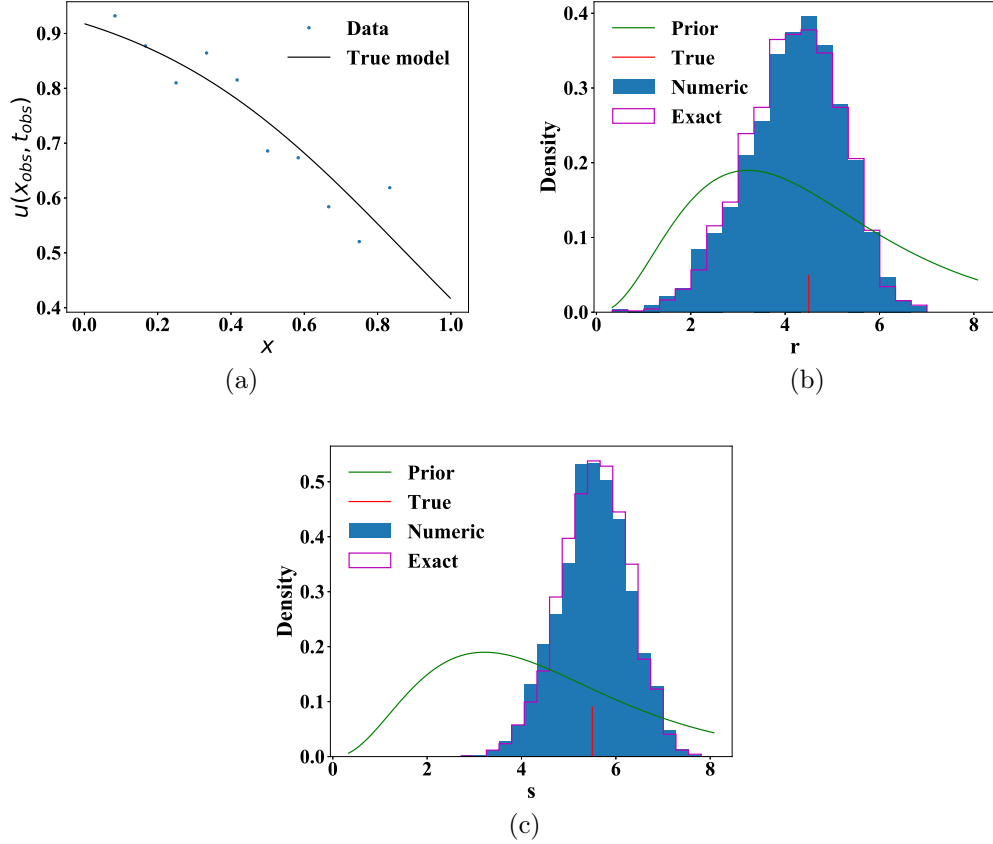 0.9
0.8
0.7
0.6
0.5
0.4
u(x_obs, t_obs)
Data
True model
0.0 0.2 0.4 0.6 0.8 1.0
x
(a)
0.4
0.3
0.2
0.1
0.0
Density
Prior
True
Numeric
Exact
0 2 4 6 8
r
(b)
0.5
0.4
0.3
0.2
0.1
0.0
Density
Prior
True
Numeric
Exact
0 2 4 6 8
s
(c)